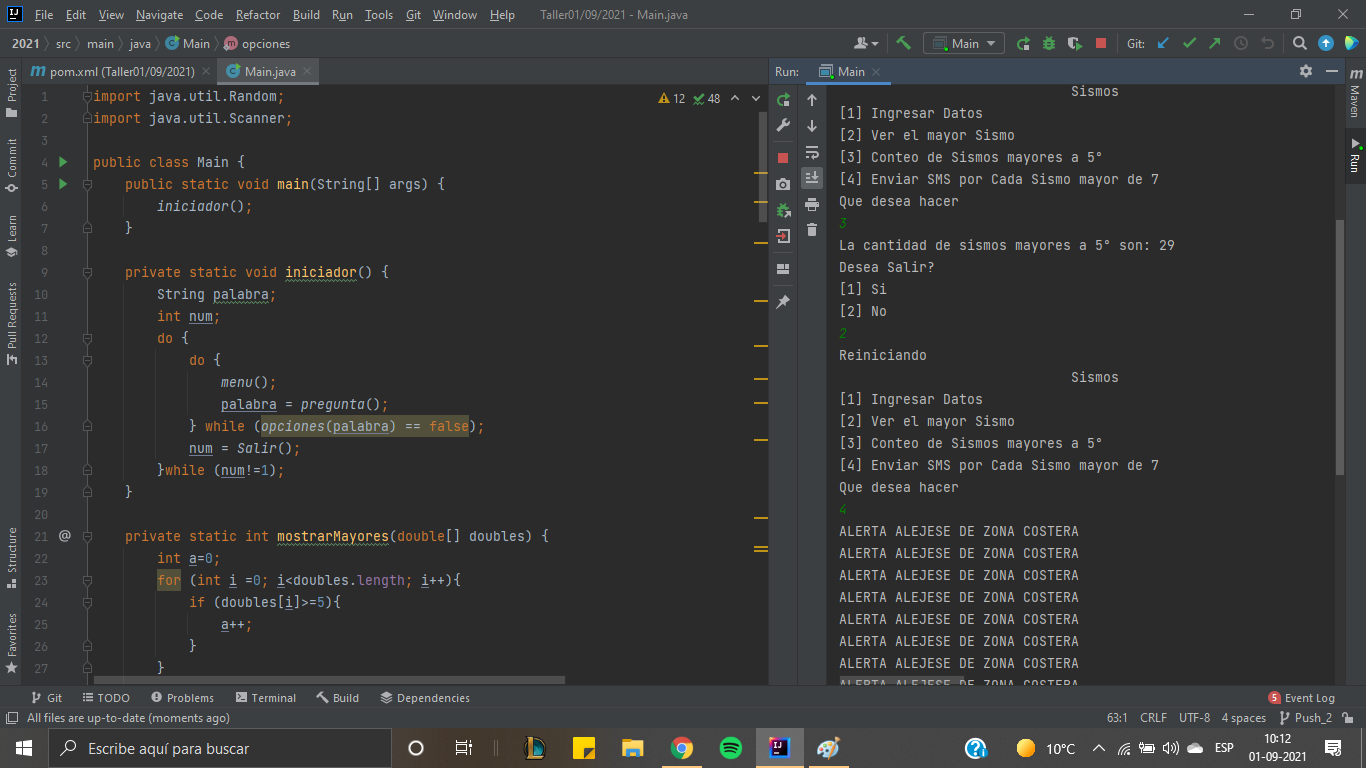 File Edit View Navigate Code Refactor Build Run Tools Git Window Help Taller01/09/2021 - Main.java
2021 src main java Main opciones Main Git:
pom.xml (Taller01/09/2021) Main.java Run: Main
Project
Commit
Learn
Pull Requests
Structure
Favorites
12 48
1 import java.util.Random;
2 import java.util.Scanner;
3
4 public class Main {
5 public static void main(String[] args) {
6 iniciador();
7 }
8
9 private static void iniciador() {
10 String palabra;
11 int num;
12 do {
13 do {
14 menu();
15 palabra = pregunta();
16 } while (opciones(palabra) == false);
17 num = Salir();
18 }while (num!=1);
19 }
20
21 @ private static int mostrarMayores(double[] doubles) {
22 int a=0;
23 for (int i =0; i<doubles.length; i++){
24 if (doubles[i]>=5){
25 a++;
26 }
27 }
Sismos
[1] Ingresar Datos
[2] Ver el mayor Sismo
[3] Conteo de Sismos mayores a 5°
[4] Enviar SMS por Cada Sismo mayor de 7
Que desea hacer
3
La cantidad de sismos mayores a 5° son: 29
Desea Salir?
[1] Si
[2] No
2
Reiniciando
Sismos
[1] Ingresar Datos
[2] Ver el mayor Sismo
[3] Conteo de Sismos mayores a 5°
[4] Enviar SMS por Cada Sismo mayor de 7
Que desea hacer
4
ALERTA ALEJESE DE ZONA COSTERA
ALERTA ALEJESE DE ZONA COSTERA
ALERTA ALEJESE DE ZONA COSTERA
ALERTA ALEJESE DE ZONA COSTERA
ALERTA ALEJESE DE ZONA COSTERA
ALERTA ALEJESE DE ZONA COSTERA
ALERTA ALEJESE DE ZONA COSTERA
ALERTA ALEJESE DE ZONA COSTERA
Maven
Run
Git TODO Problems Terminal Build Dependencies 5 Event Log
All files are up-to-date (moments ago) 63:1 CRLF UTF-8 4 spaces Push_2
Escribe aquí para buscar 10°C ESP 10:12
01-09-2021